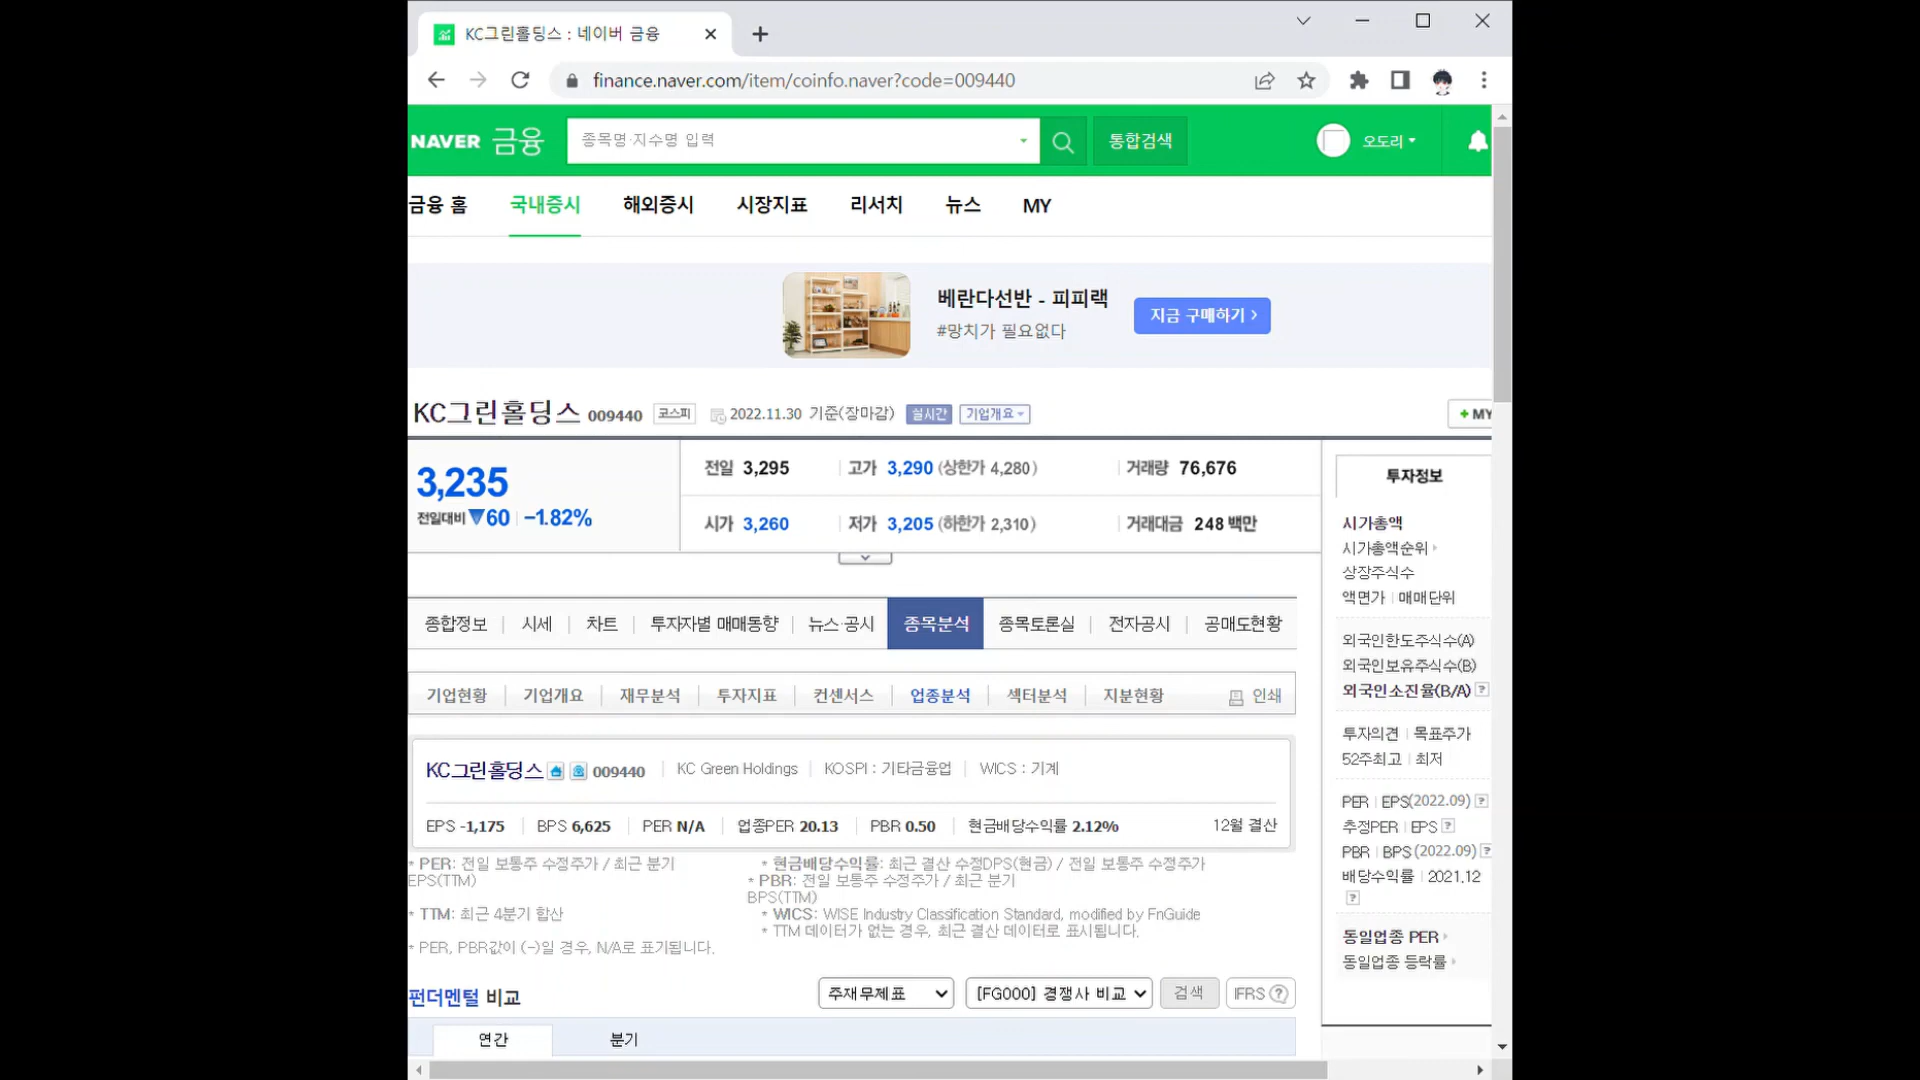 KC그린홀딩스 : 네이버 금융
finance.naver.com/item/coinfo.naver?code=009440
NAVER 금융 종목명·지수명 입력 통합검색 오도리
금융 홈 국내증시 해외증시 시장지표 리서치 뉴스 MY
베란다선반 - 피피랙
#망치가 필요없다
지금 구매하기 >
KC그린홀딩스 009440 코스피 2022.11.30 기준(장마감) 실시간 기업개요 + MY
3,235
전일대비 ▼60 | -1.82%
전일 3,295 고가 3,290 (상한가 4,280) 거래량 76,676
시가 3,260 저가 3,205 (하한가 2,310) 거래대금 248 백만
종합정보 시세 차트 투자자별 매매동향 뉴스·공시 종목분석 종목토론실 전자공시 공매도현황
기업현황 기업개요 재무분석 투자지표 컨센서스 업종분석 섹터분석 지분현황 인쇄
KC그린홀딩스 009440 KC Green Holdings KOSPI : 기타금융업 WICS : 기계
EPS -1,175 BPS 6,625 PER N/A 업종PER 20.13 PBR 0.50 현금배당수익률 2.12% 12월 결산
* PER: 전일 보통주 수정주가 / 최근 분기
EPS(TTM)
* TTM: 최근 4분기 합산
* PER, PBR값이 (-)일 경우, N/A로 표기됩니다.
* 현금배당수익률: 최근 결산 수정DPS(현금) / 전일 보통주 수정주가
* PBR: 전일 보통주 수정주가 / 최근 분기
BPS(TTM)
* WICS: WISE Industry Classification Standard, modified by FnGuide
* TTM 데이터가 없는 경우, 최근 결산 데이터로 표시됩니다.
펀더멘털 비교 주재무제표 [FG000] 경쟁사 비교 검색 IFRS ?
연간 분기
투자정보
시가총액
시가총액순위
상장주식수
액면가 | 매매단위
외국인한도주식수(A)
외국인보유주식수(B)
외국인소진율(B/A) ?
투자의견 | 목표주가
52주최고 | 최저
PER | EPS(2022.09) ?
추정PER | EPS ?
PBR | BPS (2022.09) ?
배당수익률 | 2021.12
?
동일업종 PER
동일업종 등락률